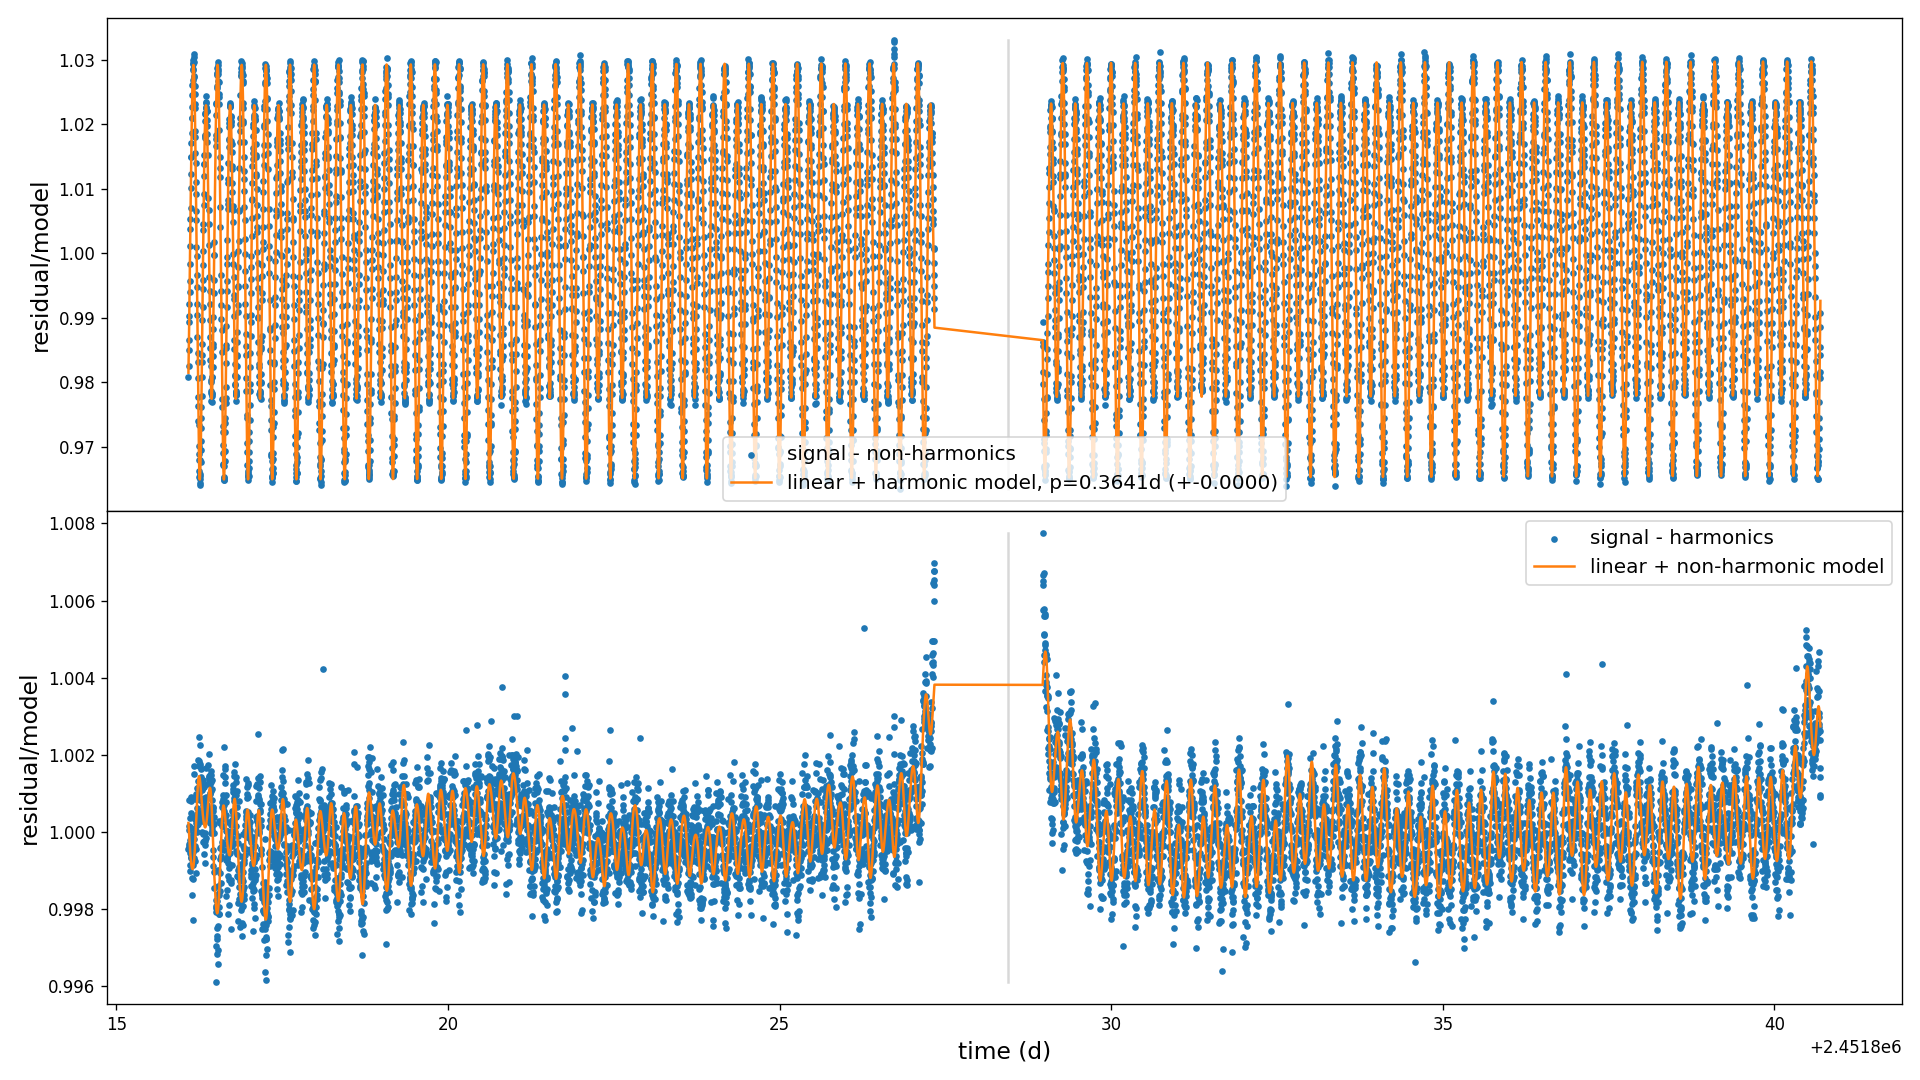 1.03
1.02
1.01
1.00
0.99
0.98
0.97
residual/model
signal - non-harmonics
linear + harmonic model, p=0.3641d (+-0.0000)
1.008
1.006
1.004
1.002
1.000
0.998
0.996
residual/model
signal - harmonics
linear + non-harmonic model
15 20 25 30 35 40
time (d)
+2.4518e6